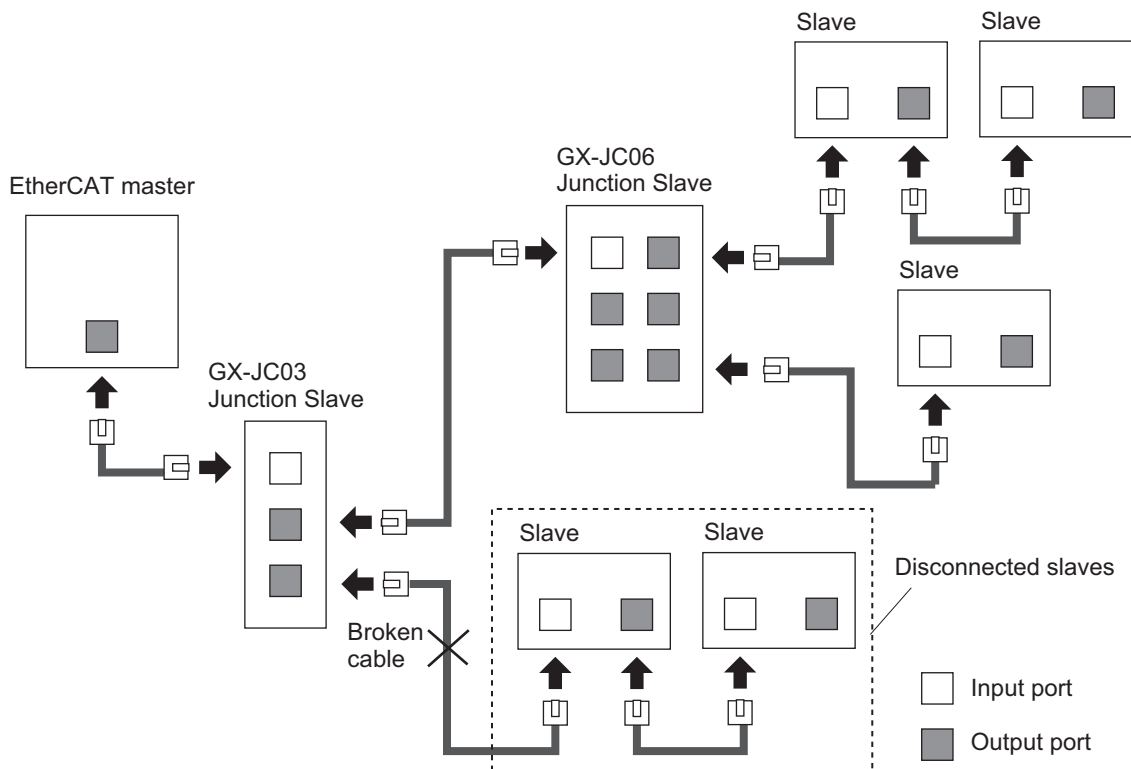 Slave
Slave
GX-JC06
Junction Slave
EtherCAT master
Slave
GX-JC03
Junction Slave
Slave
Slave
Disconnected slaves
Broken
cable
Input port
Output port